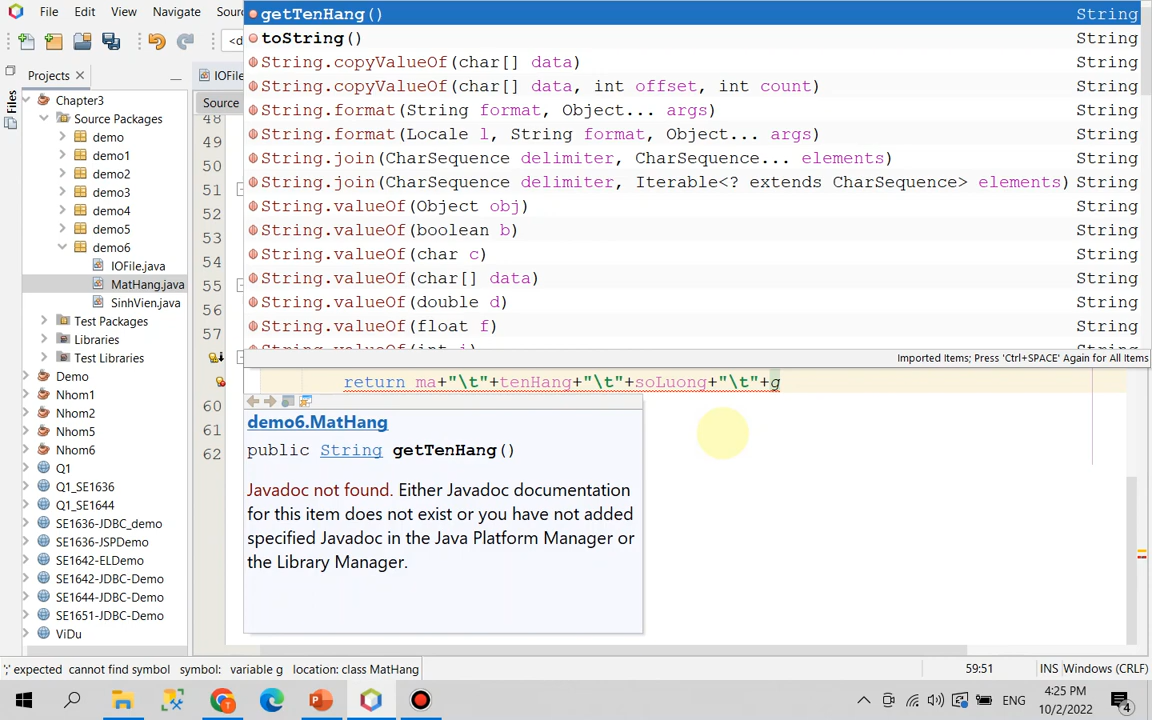 File Edit View Navigate Sour
<d
Projects
Files
IOFile
Source
Chapter3
Source Packages
demo
demo1
demo2
demo3
demo4
demo5
demo6
IOFile.java
MatHang.java
SinhVien.java
Test Packages
Libraries
Test Libraries
Demo
Nhom1
Nhom2
Nhom5
Nhom6
Q1
Q1_SE1636
Q1_SE1644
SE1636-JDBC_demo
SE1636-JSPDemo
SE1642-ELDemo
SE1642-JDBC-Demo
SE1644-JDBC-Demo
SE1651-JDBC-Demo
ViDu
getTenHang() String
toString() String
String.copyValueOf(char[] data) String
String.copyValueOf(char[] data, int offset, int count) String
String.format(String format, Object... args) String
String.format(Locale l, String format, Object... args) String
String.join(CharSequence delimiter, CharSequence... elements) String
String.join(CharSequence delimiter, Iterable<? extends CharSequence> elements) String
String.valueOf(Object obj) String
String.valueOf(boolean b) String
String.valueOf(char c) String
String.valueOf(char[] data) String
String.valueOf(double d) String
String.valueOf(float f) String
Imported Items; Press 'Ctrl+SPACE' Again for All Items
48
49
50
51
52
53
54
55
56
57
return ma+"\t"+tenHang+"\t"+soLuong+"\t"+g
60
61
62
demo6.MatHang
public String getTenHang()
Javadoc not found. Either Javadoc documentation
for this item does not exist or you have not added
specified Javadoc in the Java Platform Manager or
the Library Manager.
';' expected cannot find symbol symbol: variable g location: class MatHang
59:51
INS Windows (CRLF)
ENG
4:25 PM
10/2/2022
4